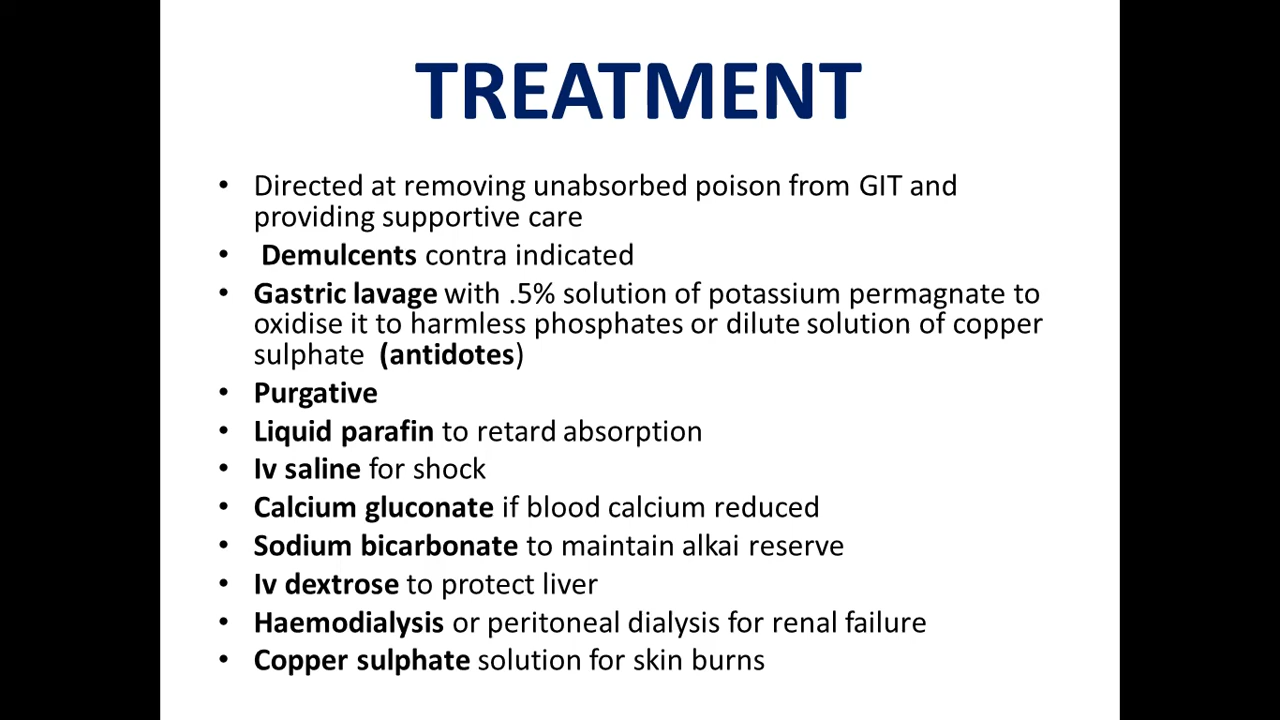 TREATMENT
• Directed at removing unabsorbed poison from GIT and
providing supportive care
• Demulcents contra indicated
• Gastric lavage with .5% solution of potassium permagnate to
oxidise it to harmless phosphates or dilute solution of copper
sulphate (antidotes)
• Purgative
• Liquid parafin to retard absorption
• Iv saline for shock
• Calcium gluconate if blood calcium reduced
• Sodium bicarbonate to maintain alkai reserve
• Iv dextrose to protect liver
• Haemodialysis or peritoneal dialysis for renal failure
• Copper sulphate solution for skin burns